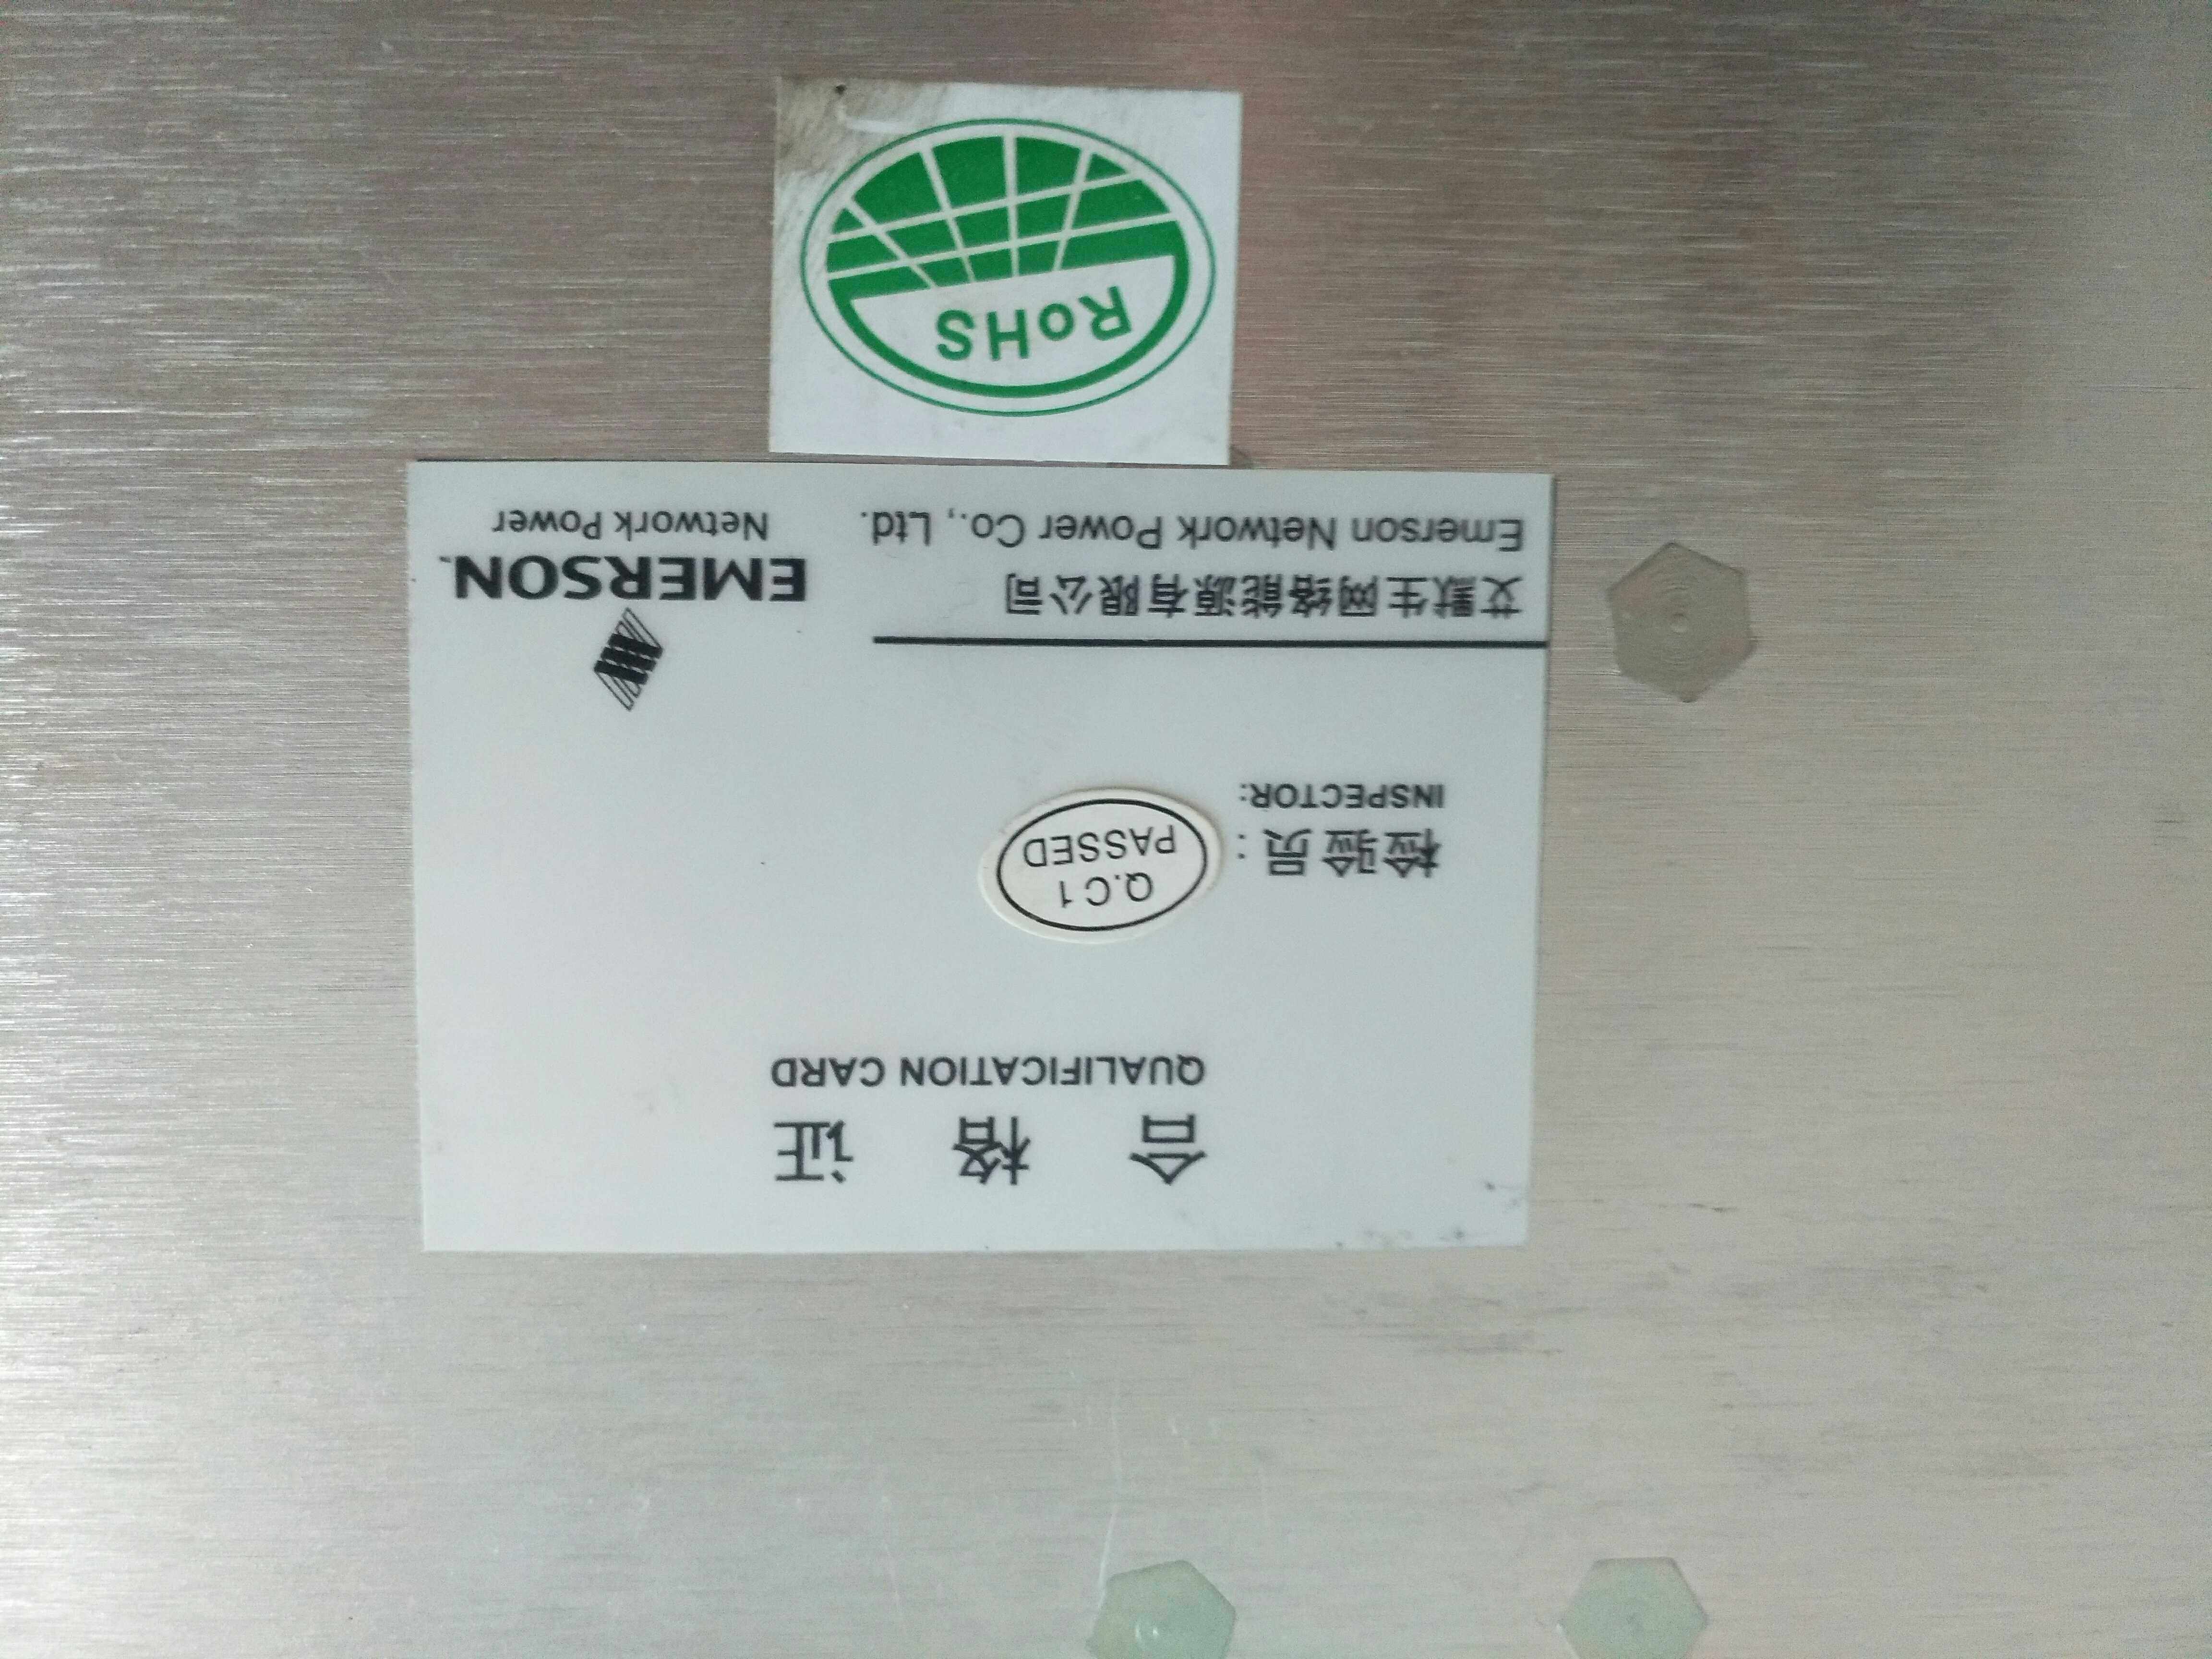 合格证
QUALIFICATION CARD
检验员:
INSPECTOR:
Q.C1
PASSED
艾默生网络能源有限公司
Emerson Network Power Co., Ltd.
EMERSON.
Network Power
RoHS